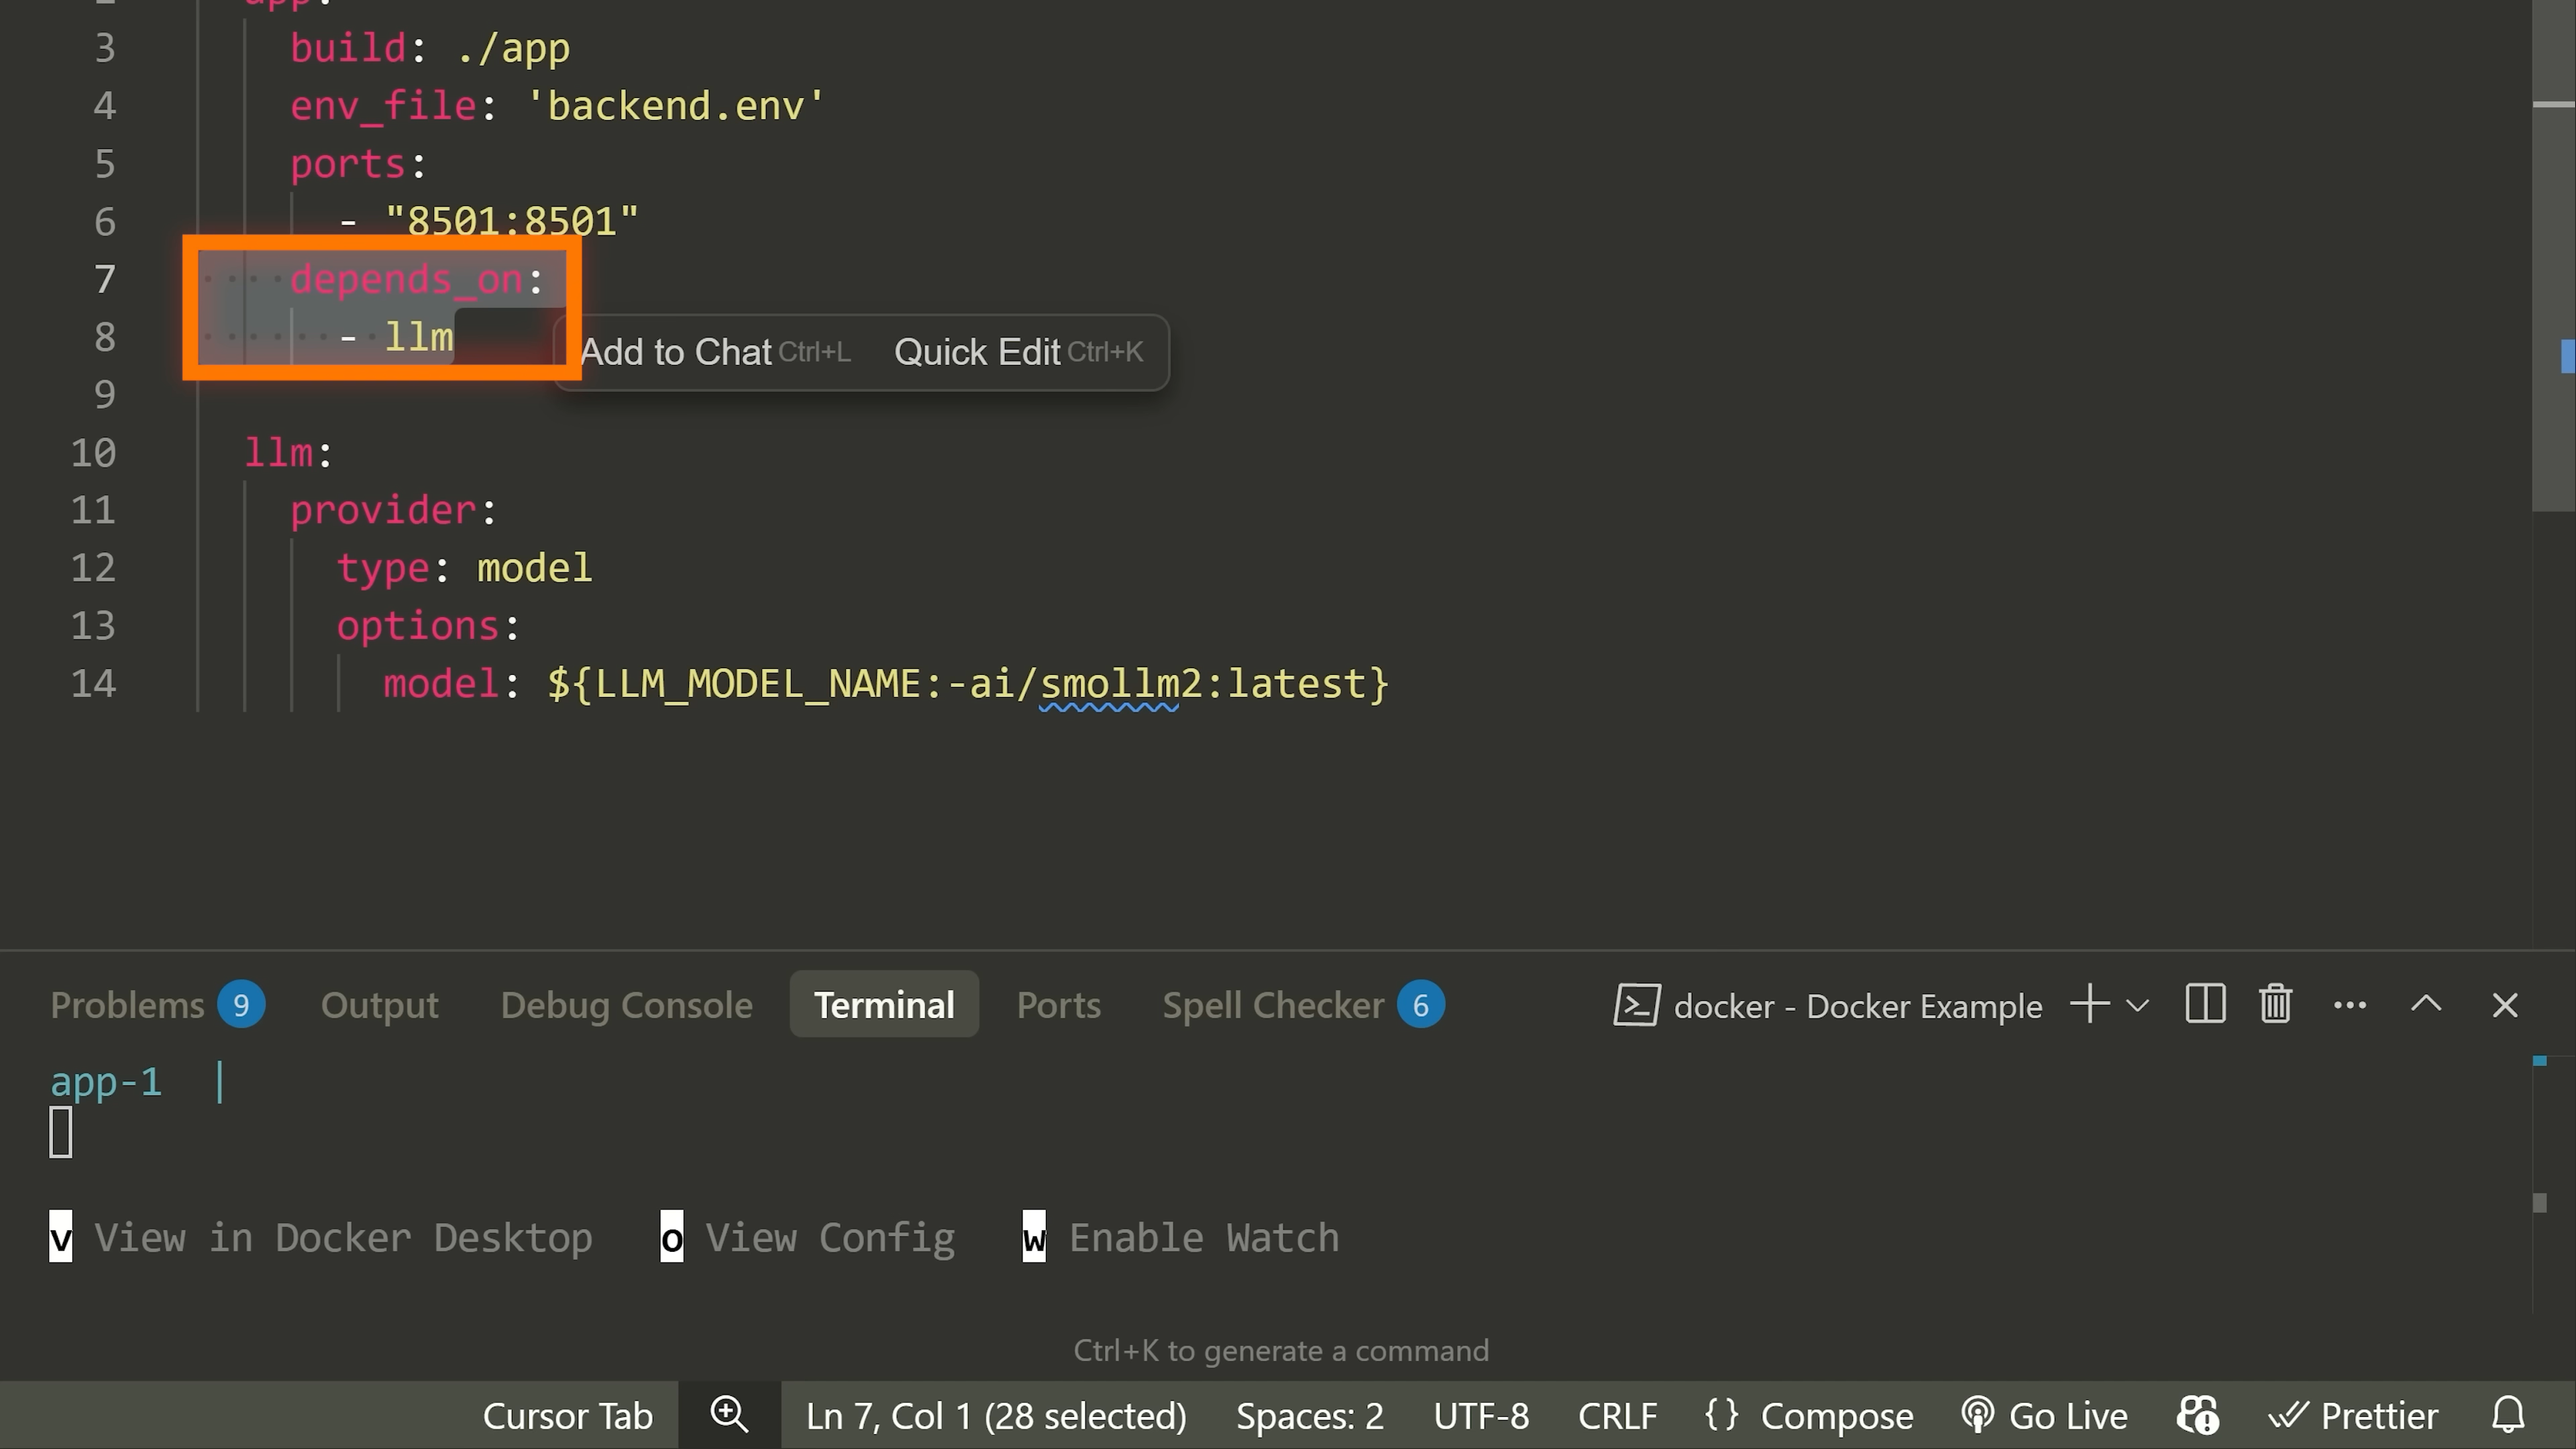 2 app:
3 build: ./app
4 env_file: 'backend.env'
5 ports:
6 - "8501:8501"
7 depends_on:
8 - llm
Add to Chat Ctrl+L Quick Edit Ctrl+K
9
10 llm:
11 provider:
12 type: model
13 options:
14 model: ${LLM_MODEL_NAME:-ai/smollm2:latest}
Problems 9 Output Debug Console Terminal Ports Spell Checker 6 docker - Docker Example
app-1 |
v View in Docker Desktop o View Config w Enable Watch
Ctrl+K to generate a command
Cursor Tab Ln 7, Col 1 (28 selected) Spaces: 2 UTF-8 CRLF {} Compose Go Live Prettier